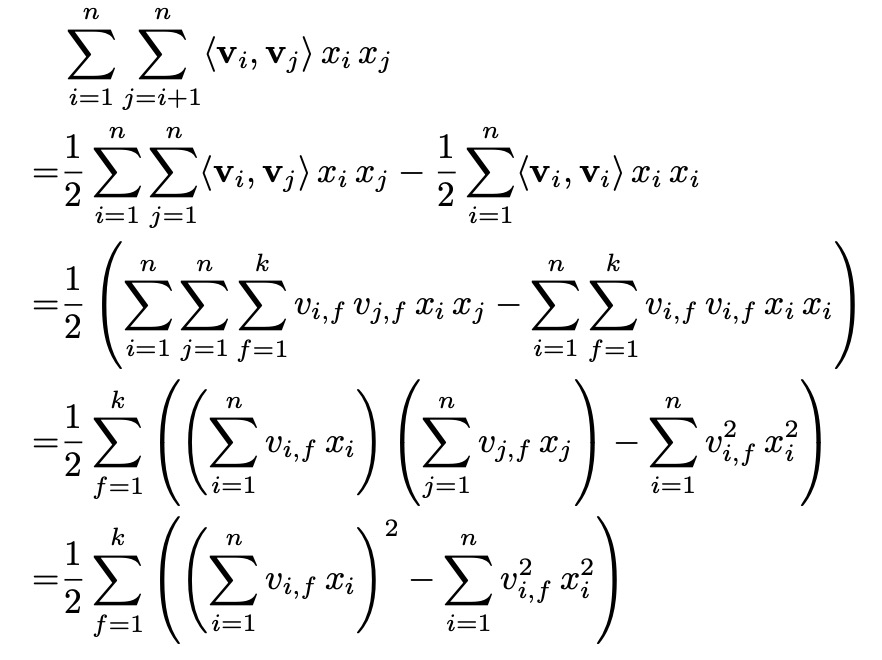 \sum_{i=1}^{n} \sum_{j=i+1}^{n} \langle \mathbf{v}_i, \mathbf{v}_j \rangle \, x_i \, x_j
= \frac{1}{2} \sum_{i=1}^{n} \sum_{j=1}^{n} \langle \mathbf{v}_i, \mathbf{v}_j \rangle \, x_i \, x_j - \frac{1}{2} \sum_{i=1}^{n} \langle \mathbf{v}_i, \mathbf{v}_i \rangle \, x_i \, x_i
= \frac{1}{2} \left( \sum_{i=1}^{n} \sum_{j=1}^{n} \sum_{f=1}^{k} v_{i,f} \, v_{j,f} \, x_i \, x_j - \sum_{i=1}^{n} \sum_{f=1}^{k} v_{i,f} \, v_{i,f} \, x_i \, x_i \right)
= \frac{1}{2} \sum_{f=1}^{k} \left( \left( \sum_{i=1}^{n} v_{i,f} \, x_i \right) \left( \sum_{j=1}^{n} v_{j,f} \, x_j \right) - \sum_{i=1}^{n} v_{i,f}^2 \, x_i^2 \right)
= \frac{1}{2} \sum_{f=1}^{k} \left( \left( \sum_{i=1}^{n} v_{i,f} \, x_i \right)^2 - \sum_{i=1}^{n} v_{i,f}^2 \, x_i^2 \right)